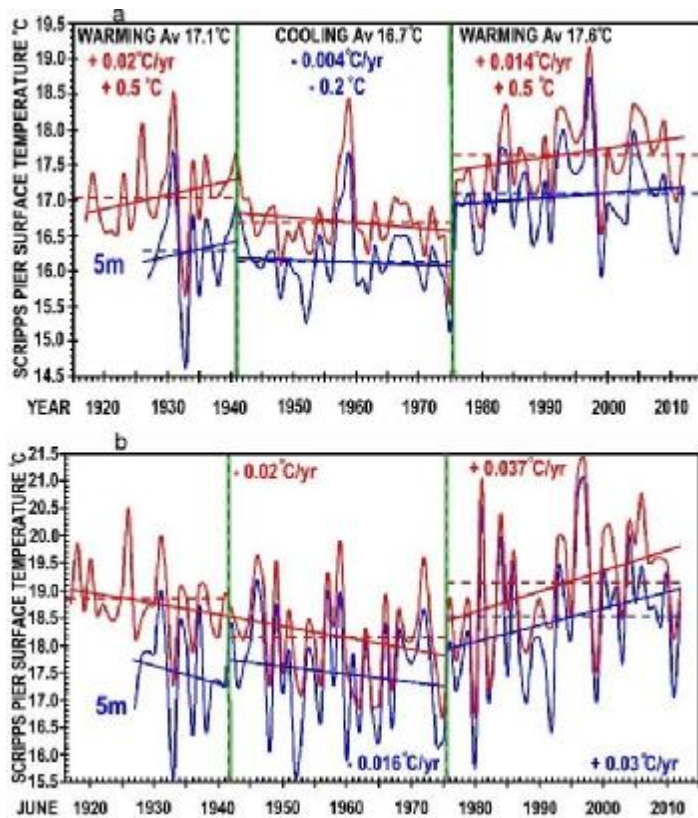 a
WARMING Av 17.1°C COOLING Av 16.7°C WARMING Av 17.6°C
+ 0.02°C/yr - 0.004°C/yr + 0.014°C/yr
+ 0.5 °C - 0.2 °C + 0.5 °C
SCRIPPS PIER SURFACE TEMPERATURE °C
19.5
19.0
18.5
18.0
17.5
17.0
16.5
16.0
15.5
15.0
14.5
5m
YEAR 1920 1930 1940 1950 1960 1970 1980 1990 2000 2010
b
- 0.02°C/yr + 0.037°C/yr
SCRIPPS PIER SURFACE TEMPERATURE °C
21.5
21.0
20.5
20.0
19.5
19.0
18.5
18.0
17.5
17.0
16.5
15.5
5m
- 0.016°C/yr + 0.03°C/yr
JUNE 1920 1930 1940 1950 1960 1970 1980 1990 2000 2010